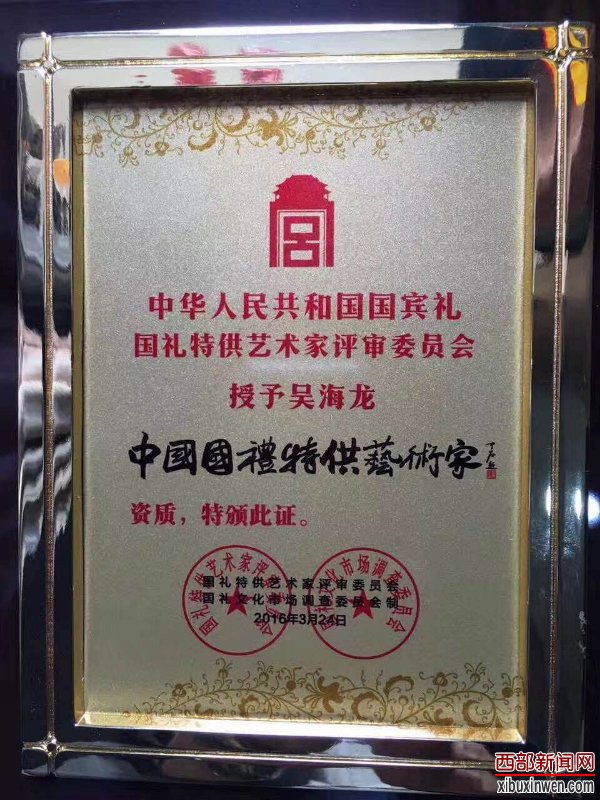 中华人民共和国国宾礼
国礼特供艺术家评审委员会
授予吴海龙
中國國禮特供藝術家
资质，特颁此证。
国礼特供艺术家评审委员会
国礼文化市场调查委员会制
2016年3月24日
西部新闻网
xibuxinwen.com